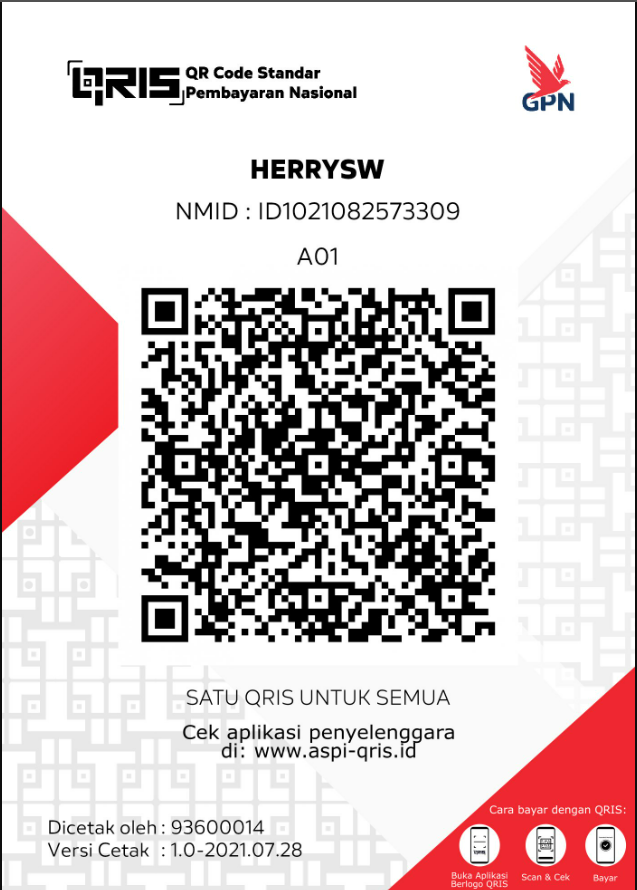 QRIS
QR Code Standar
Pembayaran Nasional
GPN
HERRYSW
NMID : ID1021082573309
A01
SATU QRIS UNTUK SEMUA
Cek aplikasi penyelenggara
di: www.aspi-qris.id
Dicetak oleh : 93600014
Versi Cetak : 1.0-2021.07.28
Cara bayar dengan QRIS:
Buka Aplikasi
Berlogo QRIS
Scan & Cek
Bayar